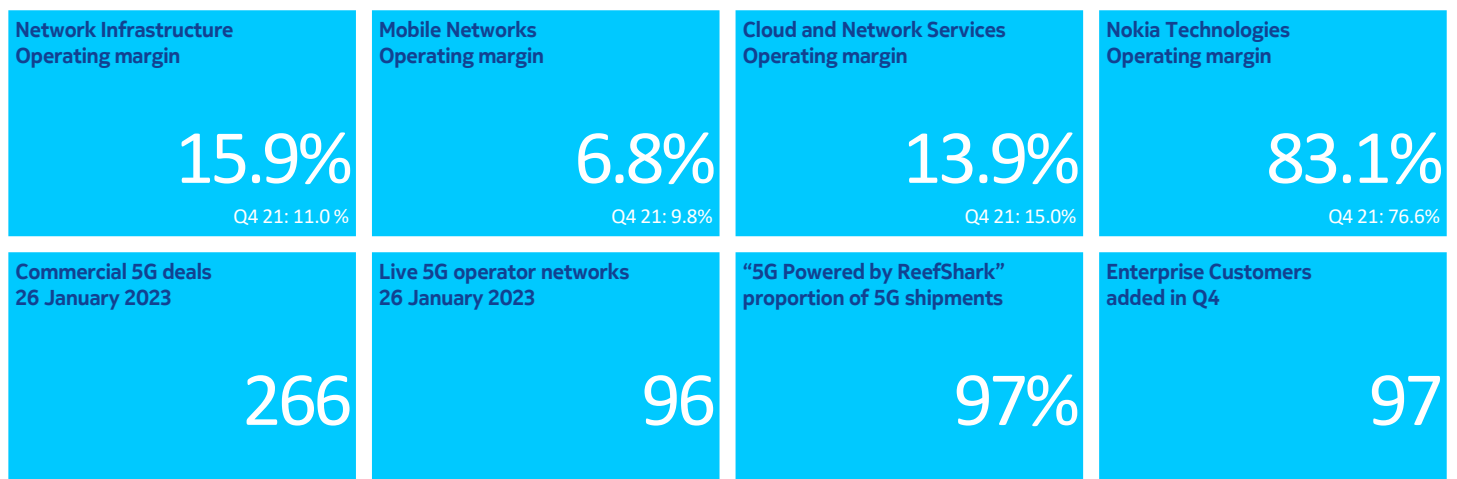 Network Infrastructure
Operating margin
15.9%
Q4 21: 11.0 %
Mobile Networks
Operating margin
6.8%
Q4 21: 9.8%
Cloud and Network Services
Operating margin
13.9%
Q4 21: 15.0%
Nokia Technologies
Operating margin
83.1%
Q4 21: 76.6%
Commercial 5G deals
26 January 2023
266
Live 5G operator networks
26 January 2023
96
“5G Powered by ReefShark”
proportion of 5G shipments
97%
Enterprise Customers
added in Q4
97